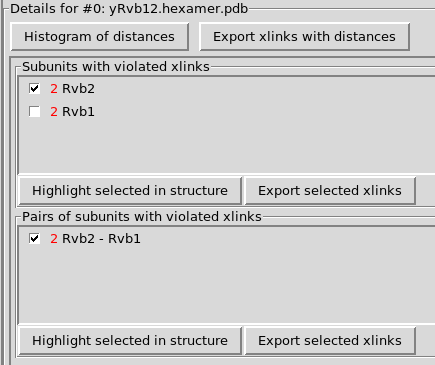 Details for #0: yRvb12.hexamer.pdb
Histogram of distances Export xlinks with distances
Subunits with violated xlinks
2 Rvb2
2 Rvb1
Highlight selected in structure Export selected xlinks
Pairs of subunits with violated xlinks
2 Rvb2 - Rvb1
Highlight selected in structure Export selected xlinks